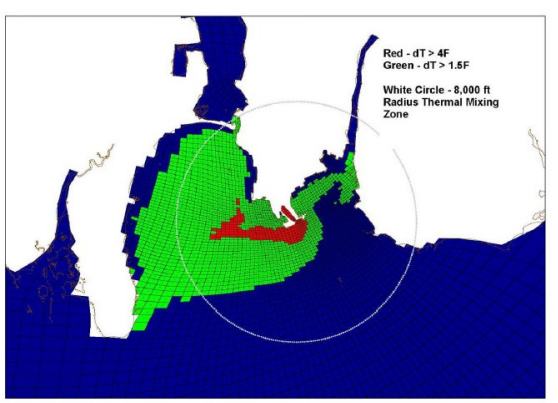 Red - dT > 4F
Green - dT > 1.5F
White Circle - 8,000 ft
Radius Thermal Mixing
Zone